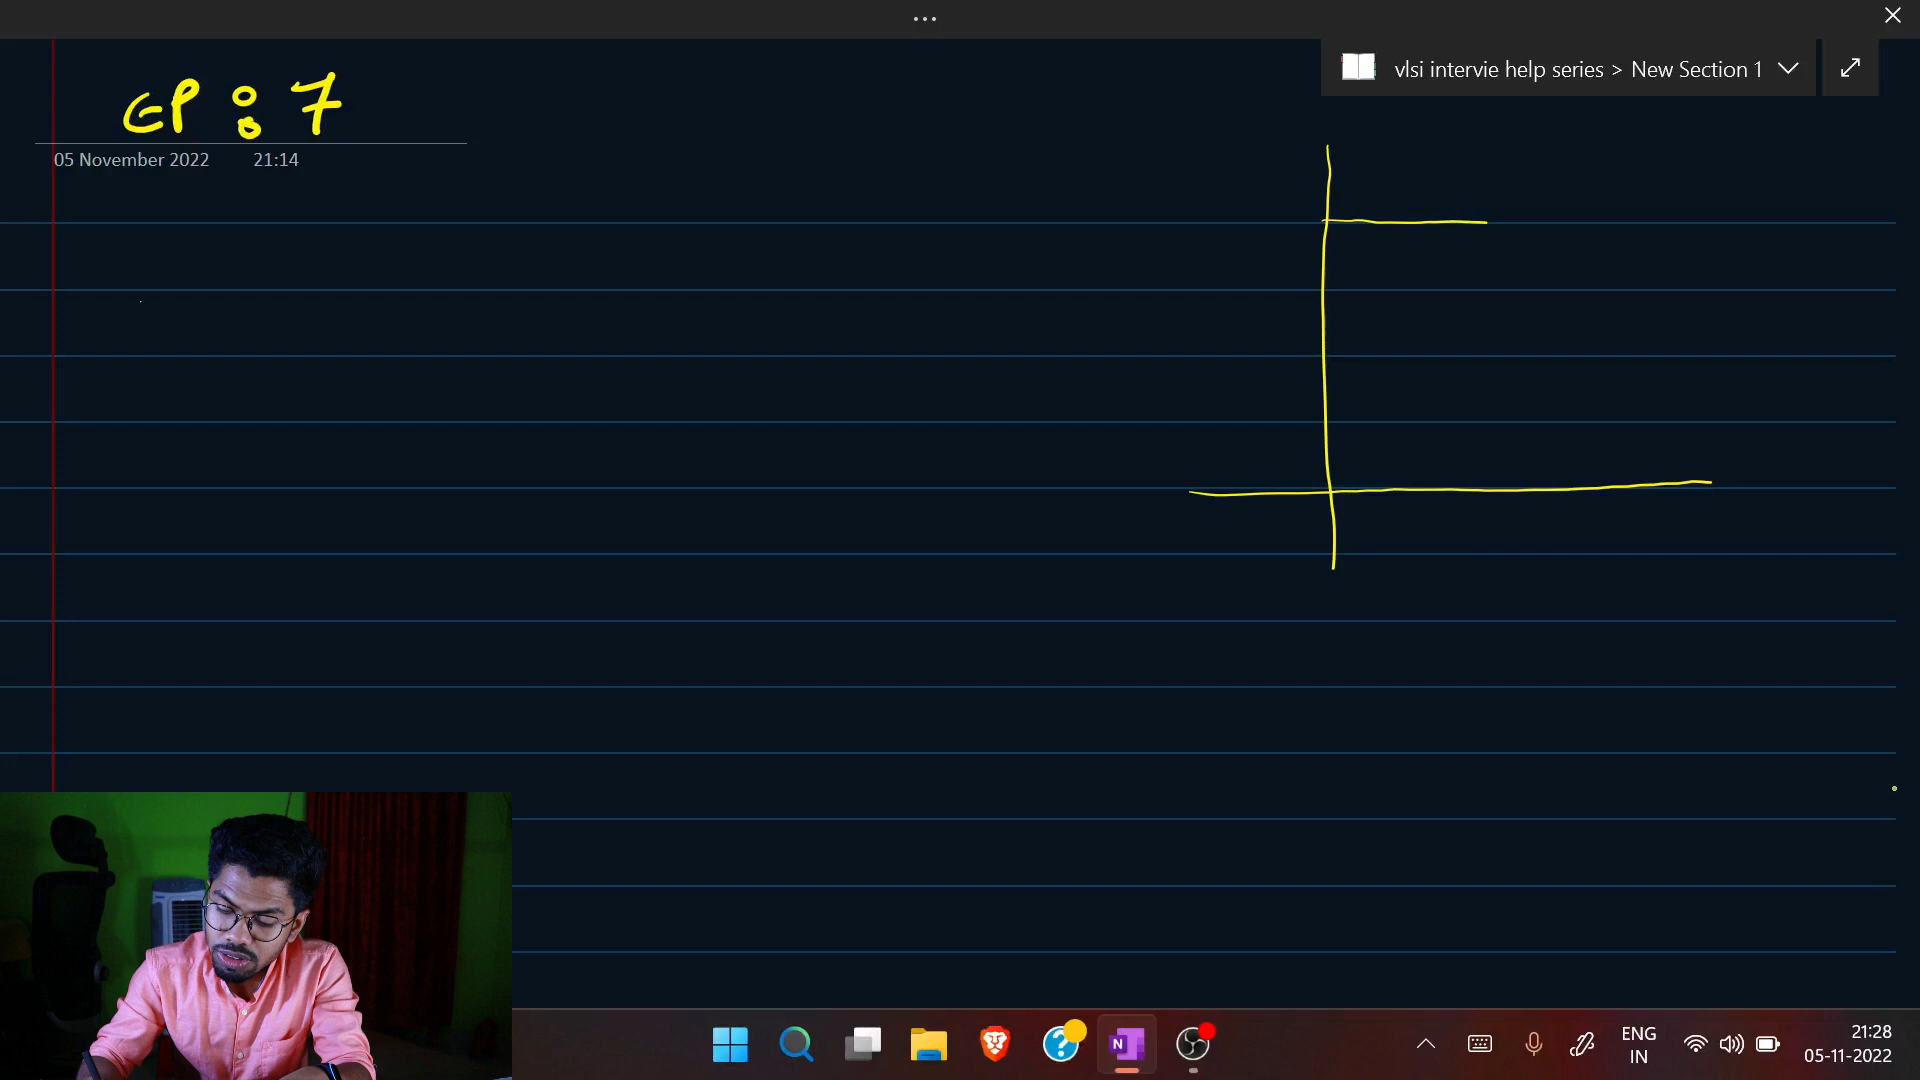 vlsi intervie help series > New Section 1
EP : 7
05 November 2022 21:14
ENG
IN
21:28
05-11-2022